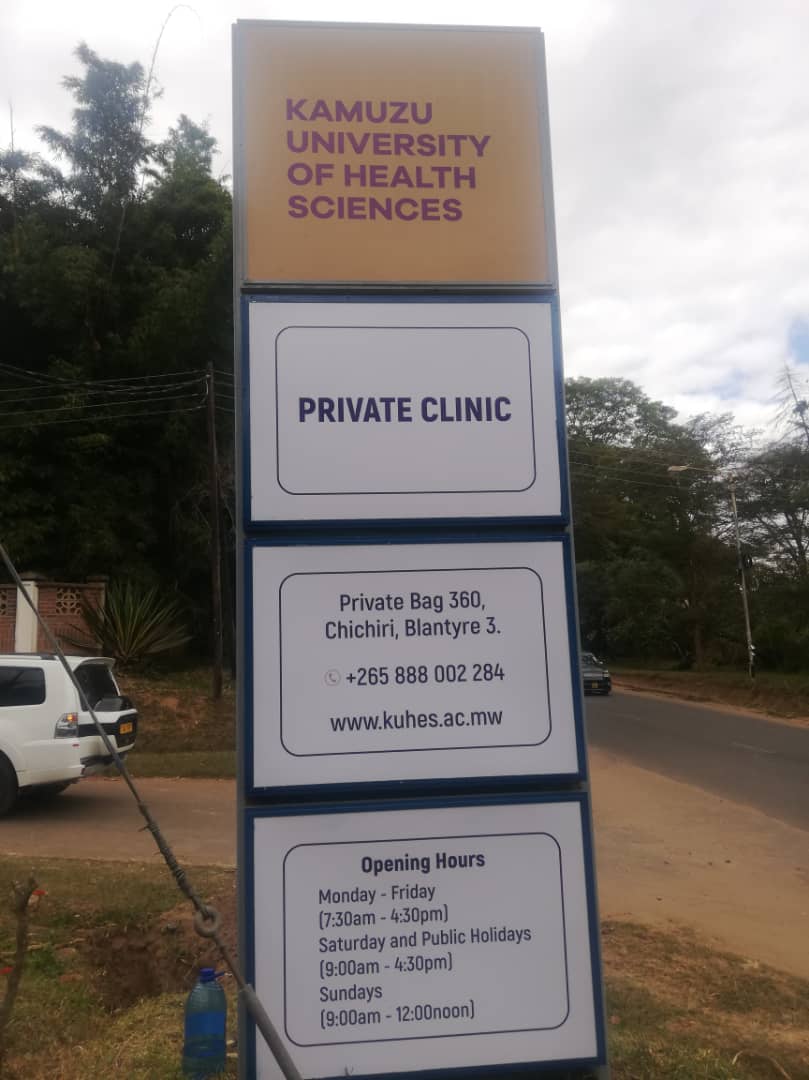 KAMUZU
UNIVERSITY
OF HEALTH
SCIENCES
PRIVATE CLINIC
Private Bag 360,
Chichiri, Blantyre 3.
+265 888 002 284
www.kuhes.ac.mw
Opening Hours
Monday - Friday
(7:30am - 4:30pm)
Saturday and Public Holidays
(9:00am - 4:30pm)
Sundays
(9:00am - 12:00noon)